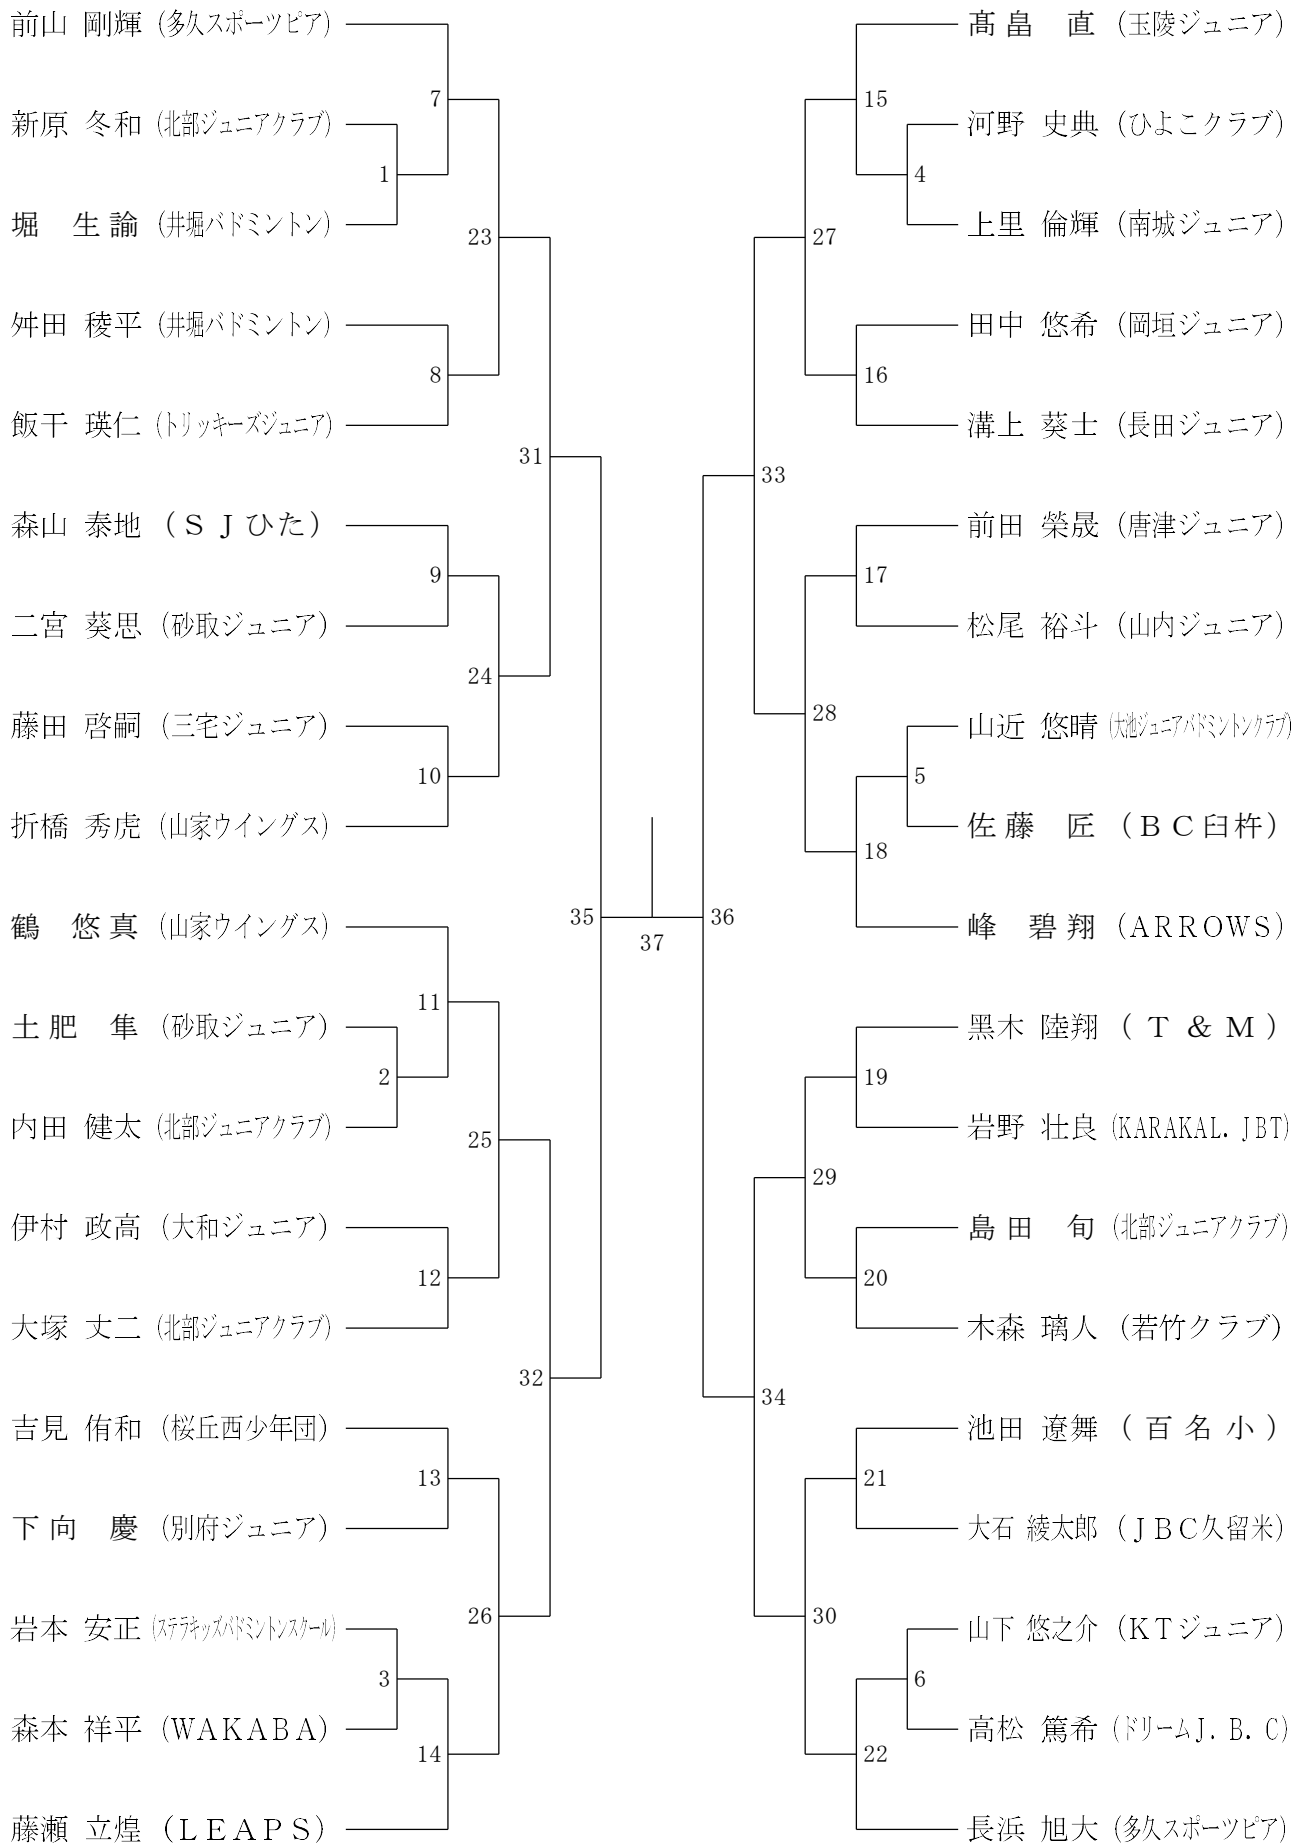 前山 剛輝 (多久スポーツピア)
新原 冬和 (北部ジュニアクラブ)
堀 生諭 (井堀バドミントン)
舛田 稜平 (井堀バドミントン)
飯干 瑛仁 (トリッキーズジュニア)
森山 泰地 (ＳＪひた)
二宮 葵思 (砂取ジュニア)
藤田 啓嗣 (三宅ジュニア)
折橋 秀虎 (山家ウイングス)
鶴 悠真 (山家ウイングス)
土肥 隼 (砂取ジュニア)
内田 健太 (北部ジュニアクラブ)
伊村 政高 (大和ジュニア)
大塚 丈二 (北部ジュニアクラブ)
吉見 侑和 (桜丘西少年団)
下向 慶 (別府ジュニア)
岩本 安正 (ステラキッズバドミントンスクール)
森本 祥平 (WAKABA)
藤瀬 立煌 (LEAPS)
1
2
3
7
8
9
10
11
12
13
14
23
24
25
26
31
32
35
37
36
33
34
27
28
29
30
15
16
17
18
19
20
21
22
4
5
6
髙畠 直 (玉陵ジュニア)
河野 史典 (ひよこクラブ)
上里 倫輝 (南城ジュニア)
田中 悠希 (岡垣ジュニア)
溝上 葵士 (長田ジュニア)
前田 榮晟 (唐津ジュニア)
松尾 裕斗 (山内ジュニア)
山近 悠晴 (大池ジュニアバドミントンクラブ)
佐藤 匠 (ＢＣ臼杵)
峰 碧翔 (ARROWS)
黑木 陸翔 (Ｔ＆Ｍ)
岩野 壮良 (KARAKAL.JBT)
島田 旬 (北部ジュニアクラブ)
木森 璃人 (若竹クラブ)
池田 遼舞 (百名小)
大石 綾太郎 (ＪＢＣ久留米)
山下 悠之介 (ＫＴジュニア)
高松 篤希 (ドリームJ.B.C)
長浜 旭大 (多久スポーツピア)